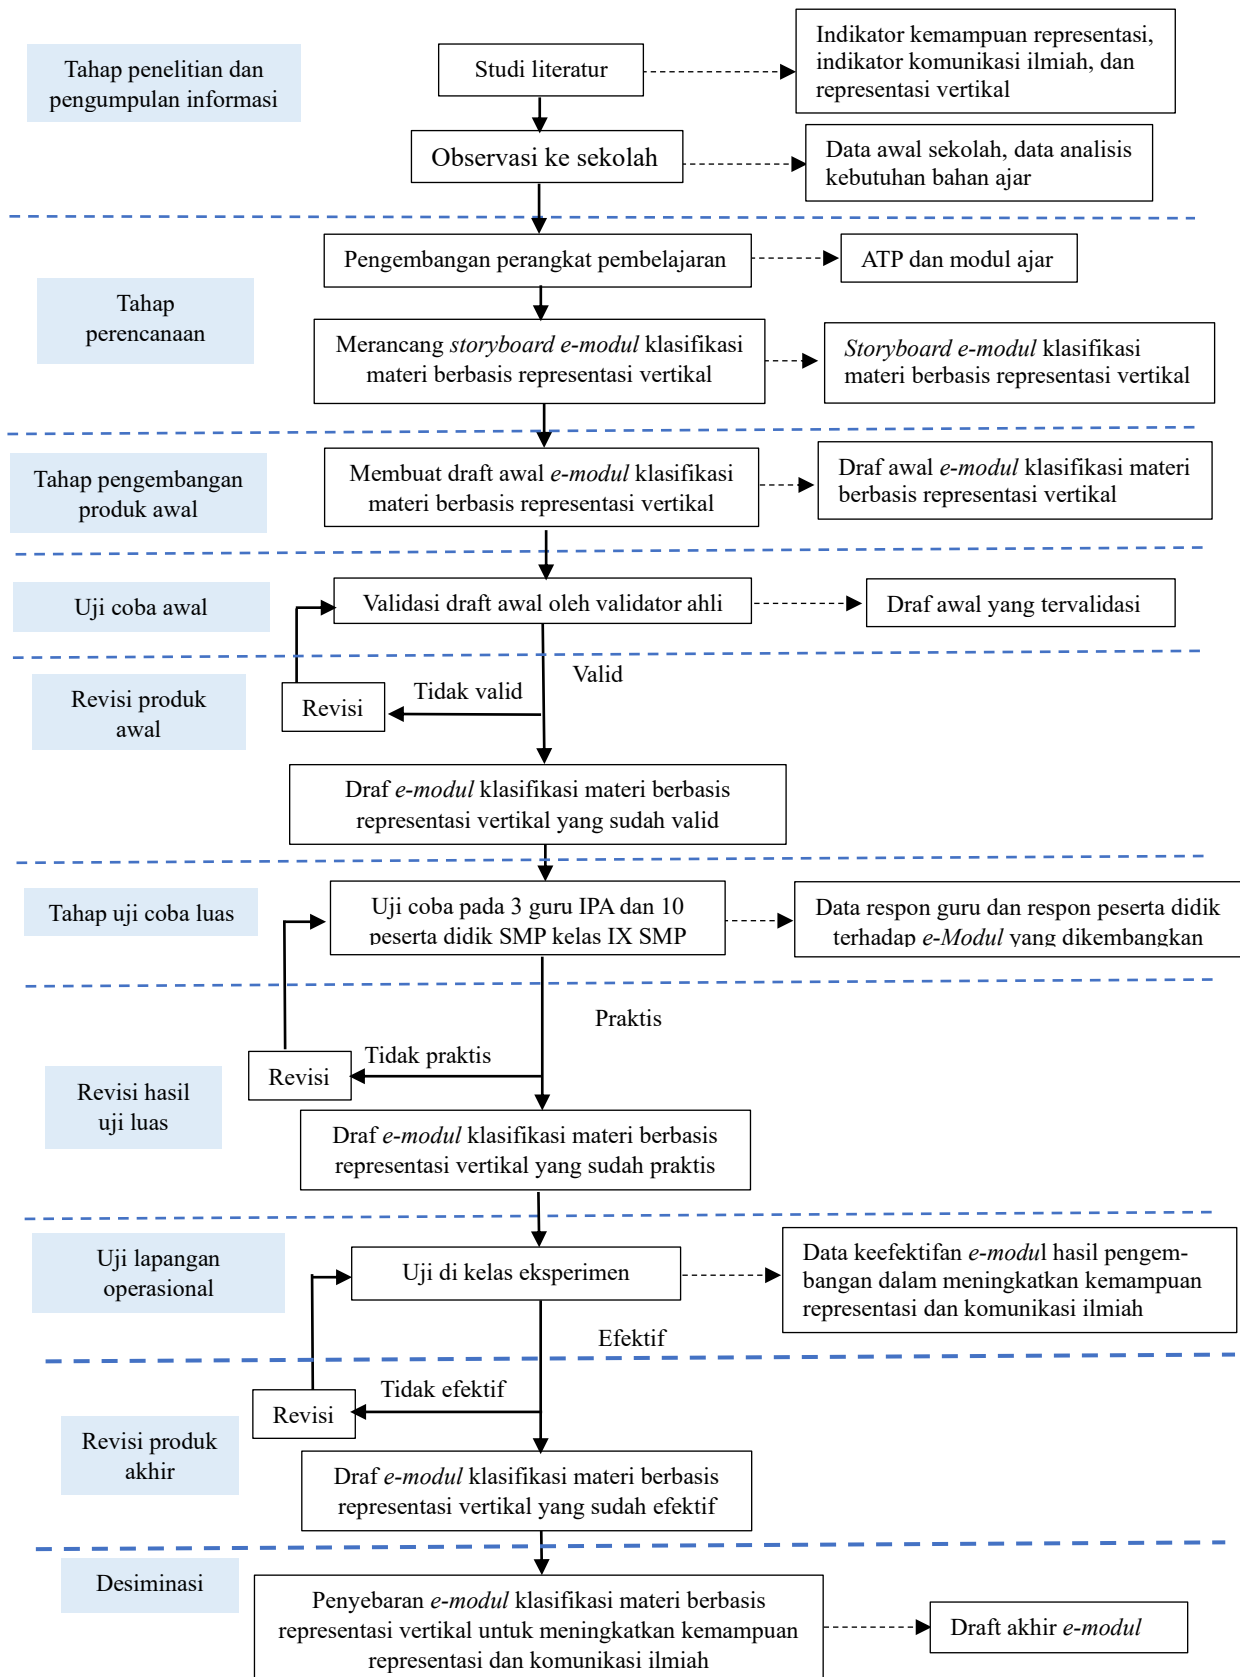 Tahap penelitian dan
pengumpulan informasi
Studi literatur
Indikator kemampuan representasi,
indikator komunikasi ilmiah, dan
representasi vertikal
Observasi ke sekolah
Data awal sekolah, data analisis
kebutuhan bahan ajar
Tahap
perencanaan
Pengembangan perangkat pembelajaran
ATP dan modul ajar
Merancang storyboard e-modul klasifikasi
materi berbasis representasi vertikal
Storyboard e-modul klasifikasi
materi berbasis representasi vertikal
Tahap pengembangan
produk awal
Membuat draft awal e-modul klasifikasi
materi berbasis representasi vertikal
Draf awal e-modul klasifikasi materi
berbasis representasi vertikal
Uji coba awal
Validasi draft awal oleh validator ahli
Draf awal yang tervalidasi
Revisi produk
awal
Revisi
Tidak valid
Valid
Draf e-modul klasifikasi materi berbasis
representasi vertikal yang sudah valid
Tahap uji coba luas
Uji coba pada 3 guru IPA dan 10
peserta didik SMP kelas IX SMP
Data respon guru dan respon peserta didik
terhadap e-Modul yang dikembangkan
Praktis
Tidak praktis
Revisi
Revisi hasil
uji luas
Draf e-modul klasifikasi materi berbasis
representasi vertikal yang sudah praktis
Uji lapangan
operasional
Uji di kelas eksperimen
Data keefektifan e-modul hasil pengem-
bangan dalam meningkatkan kemampuan
representasi dan komunikasi ilmiah
Efektif
Tidak efektif
Revisi
Revisi produk
akhir
Draf e-modul klasifikasi materi berbasis
representasi vertikal yang sudah efektif
Desiminasi
Penyebaran e-modul klasifikasi materi berbasis
representasi vertikal untuk meningkatkan kemampuan
representasi dan komunikasi ilmiah
Draft akhir e-modul